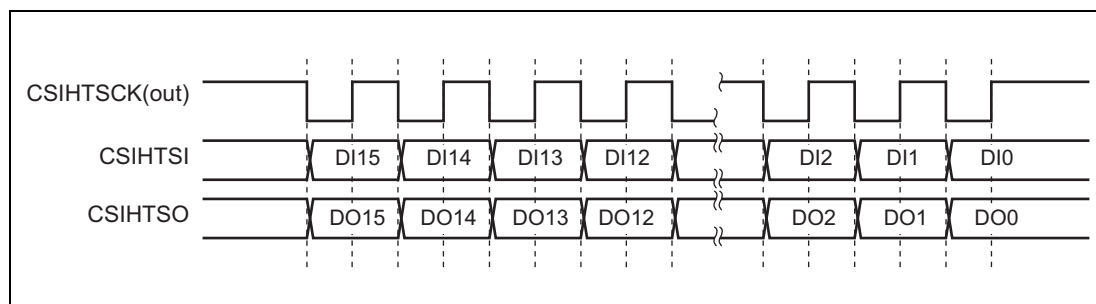 CSIHTSCK(out)
CSIHTSI DI15 DI14 DI13 DI12 DI2 DI1 DI0
CSIHTSO DO15 DO14 DO13 DO12 DO2 DO1 DO0